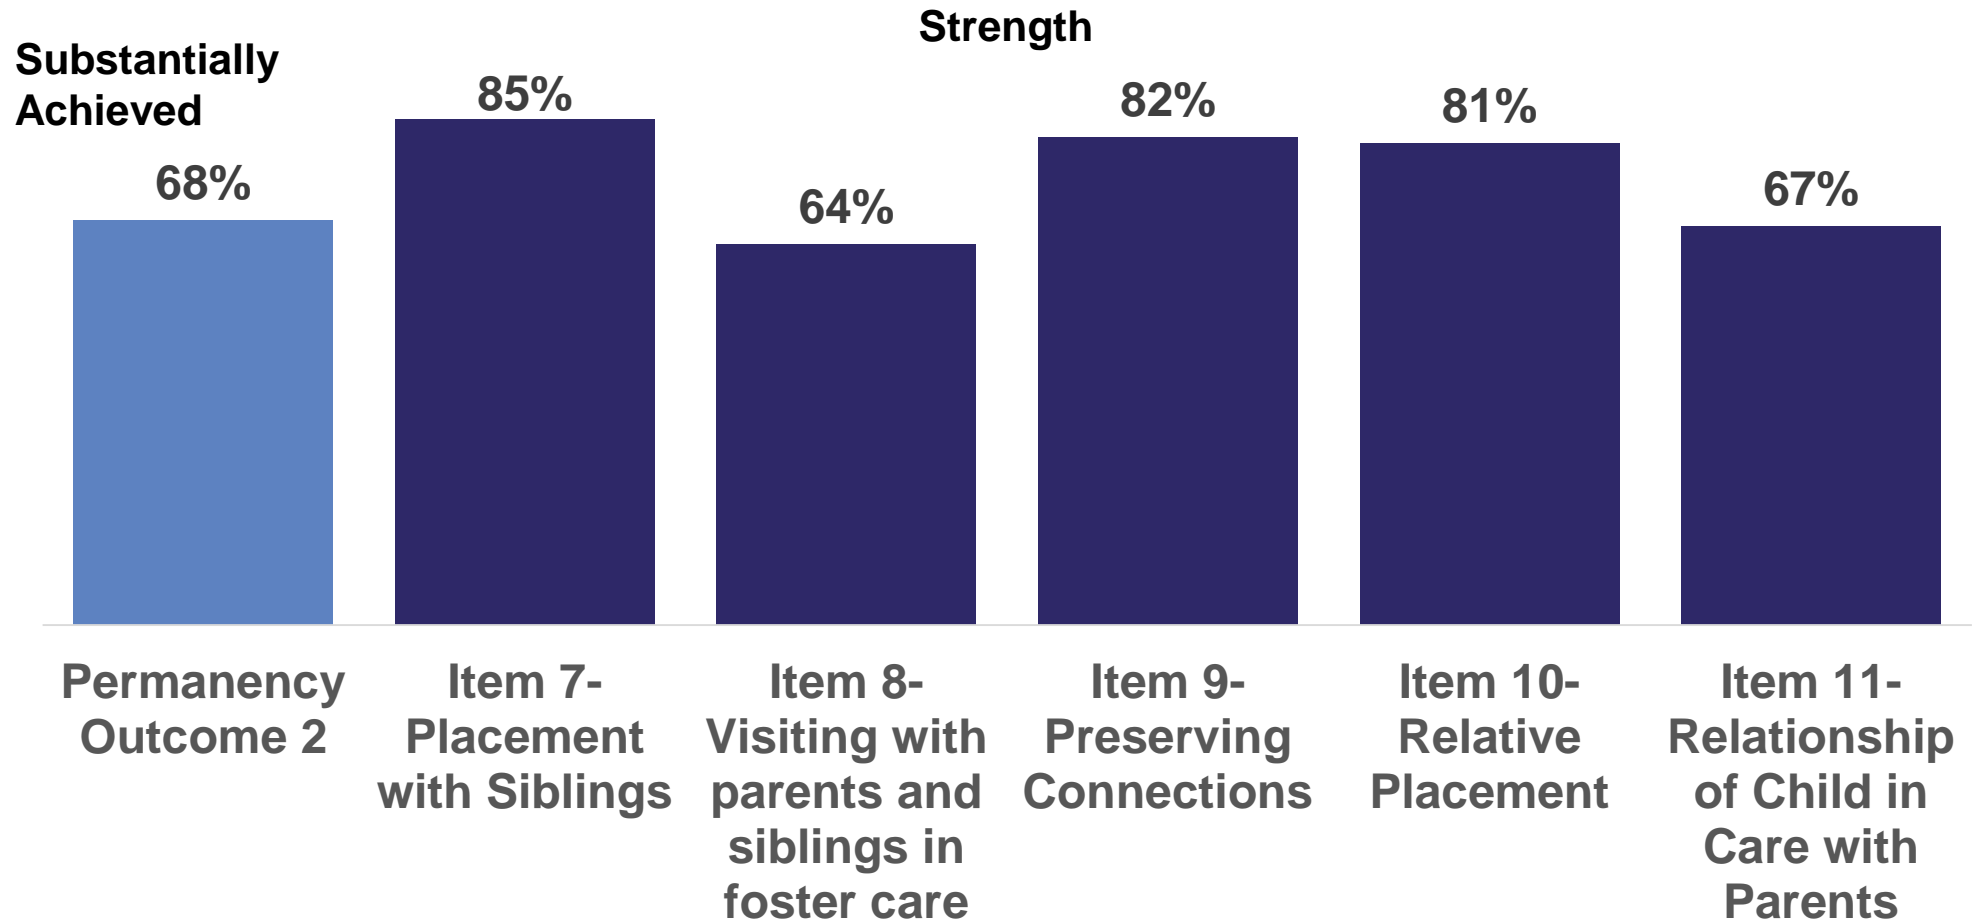 Strength
Substantially
Achieved
85%
82%
81%
68%
64%
67%
Permanency
Outcome 2
Item 7-
Placement
with Siblings
Item 8-
Visiting with
parents and
siblings in
foster care
Item 9-
Preserving
Connections
Item 10-
Relative
Placement
Item 11-
Relationship
of Child in
Care with
Parents